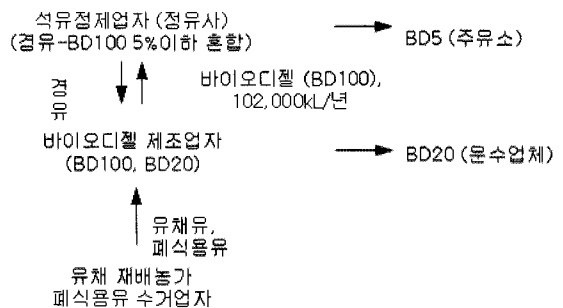 석유정제업자 (정유사)
(경유-BD100 5%이하 혼합)
BD5 (주유소)
경유
바이오디젤 (BD100),
102,000kL/년
바이오디젤 제조업자
(BD100, BD20)
BD20 (운수업체)
유채유,
폐식용유
유채 재배농가
폐식용유 수거업자